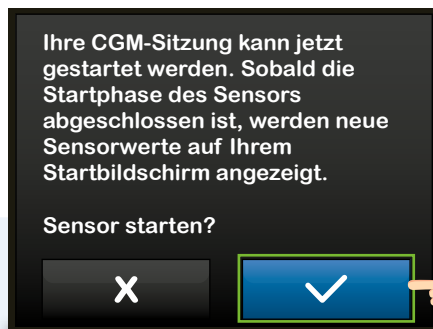 Ihre CGM-Sitzung kann jetzt
gestartet werden. Sobald die
Startphase des Sensors
abgeschlossen ist, werden neue
Sensorwerte auf Ihrem
Startbildschirm angezeigt.
Sensor starten?